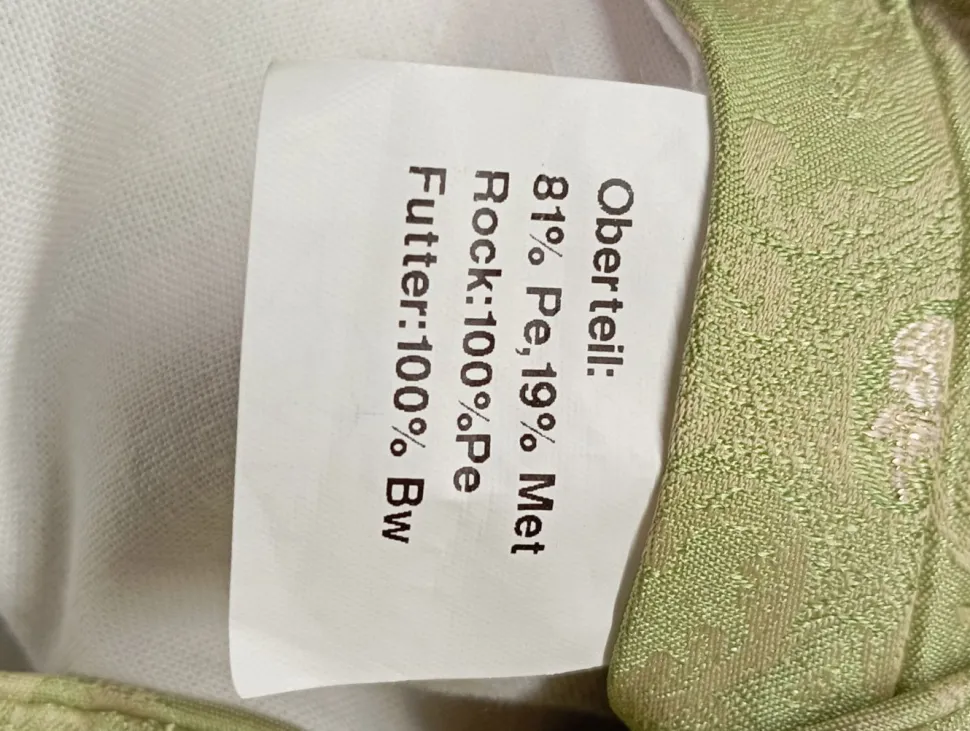 Oberteil:
81% Pe,19% Met
Rock:100%Pe
Futter:100% Bw